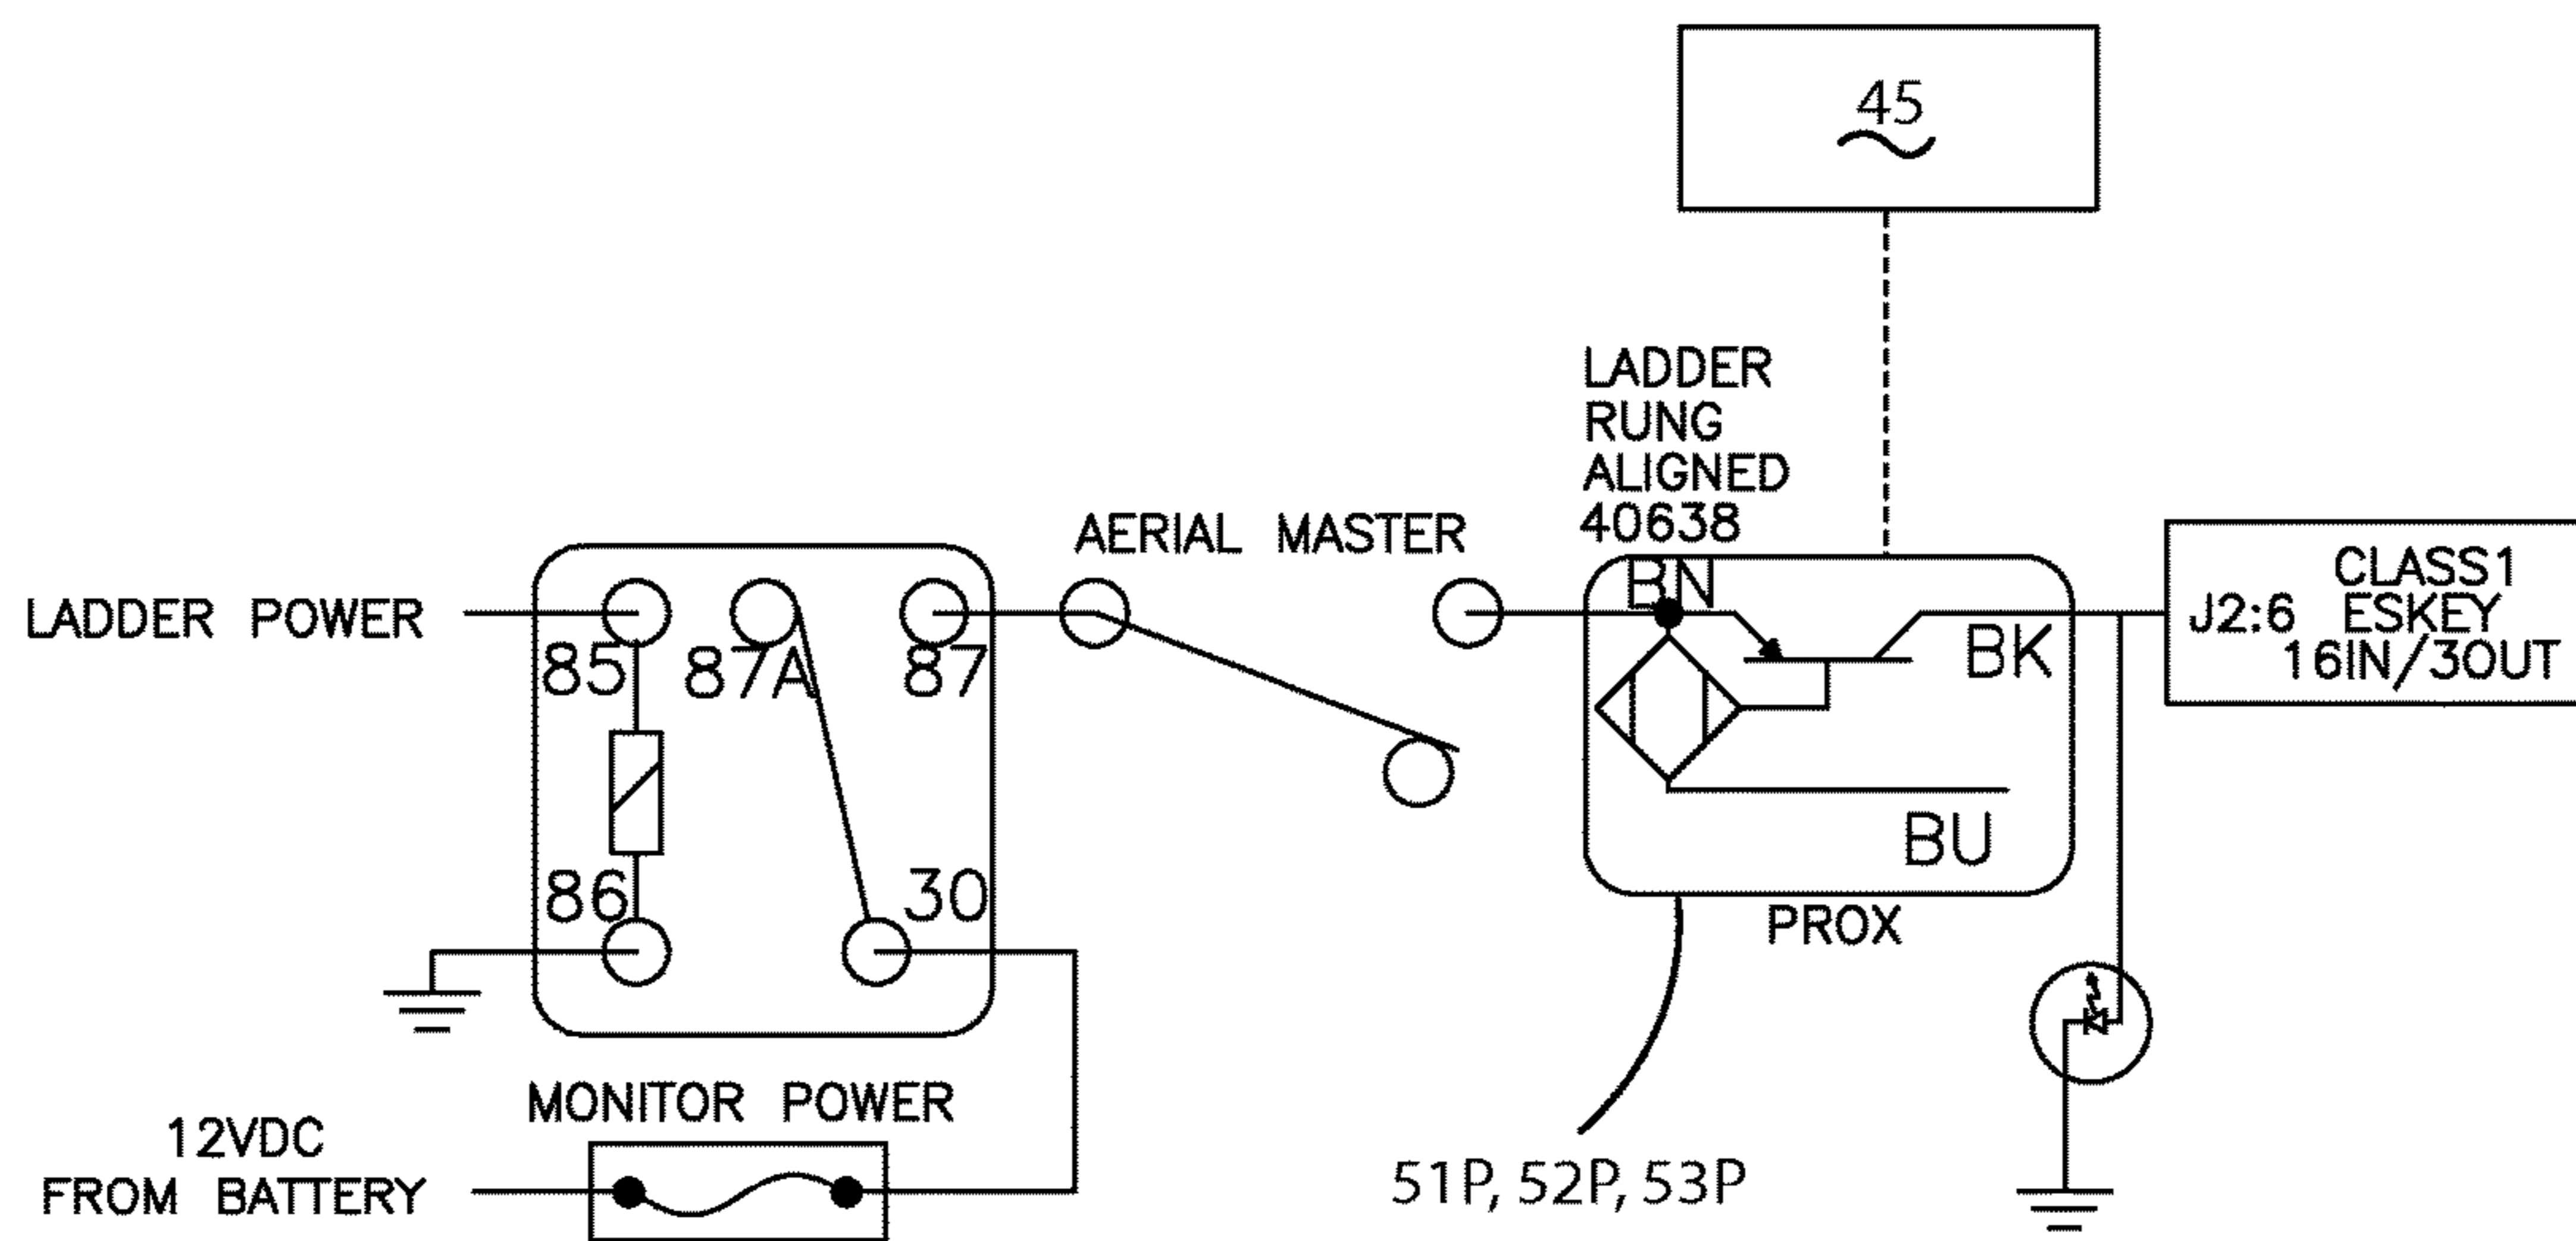 45
LADDER
RUNG
ALIGNED
40638
AERIAL MASTER
BN
CLASS1
J2:6 ESKEY
16IN/3OUT
LADDER POWER
85
87A
87
BK
BU
86
30
PROX
MONITOR POWER
12VDC
FROM BATTERY
51P, 52P, 53P